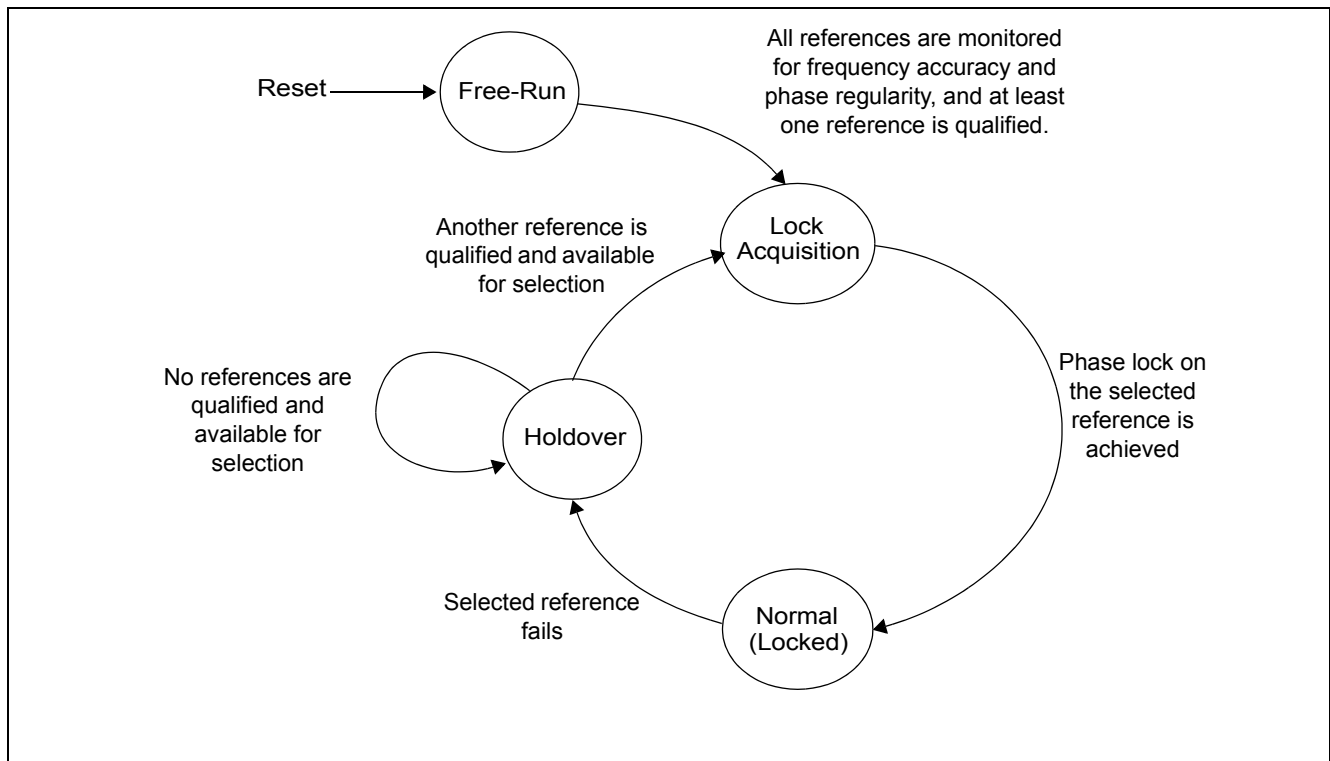 All references are monitored
for frequency accuracy and
phase regularity, and at least
one reference is qualified.
Reset
Free-Run
Another reference is
qualified and available
for selection
Lock
Acquisition
No references are
qualified and
available for
selection
Holdover
Phase lock on
the selected
reference is
achieved
Selected reference
fails
Normal
(Locked)